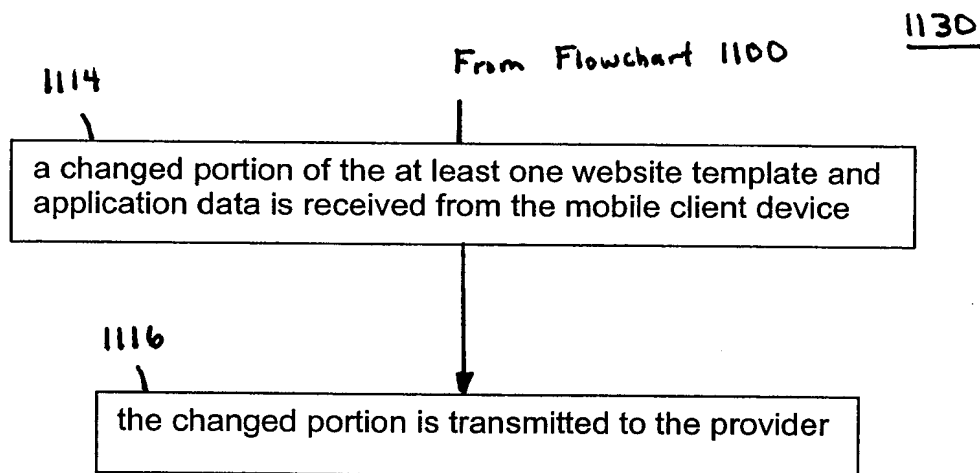 1130
From Flowchart 1100
1114
a changed portion of the at least one website template and
application data is received from the mobile client device
1116
the changed portion is transmitted to the provider